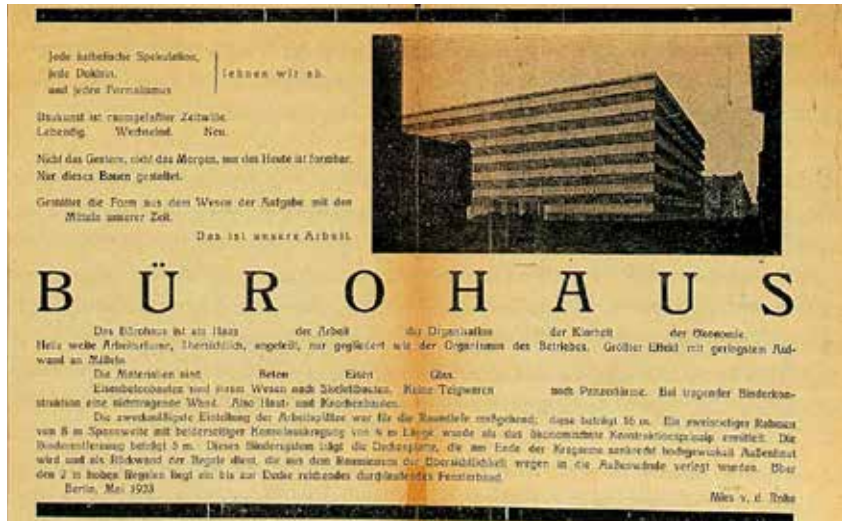 Jede ästhetische Spekulation,
jede Doktrin,
und jeden Formalismus
lehnen wir ab.
Baukunst ist raumgefaßter Zeitwille.
Lebendig. Wechselnd. Neu.
Nicht das Gestern, nicht das Morgen, nur das Heute ist formbar.
Nur dieses Bauen gestaltet.
Gestaltet die Form aus dem Wesen der Aufgabe mit den
Mitteln unserer Zeit.
Das ist unsere Arbeit.
BÜROHAUS
Das Bürohaus ist ein Haus der Arbeit der Organisation der Klarheit der Ökonomie.
Helle weite Arbeitsräume, übersichtlich, ungeteilt, nur gegliedert wie der Organismus des Betriebes. Größter Effekt mit geringstem Auf-
wand an Mitteln.
Die Materialien sind Beton Eisen Glas.
Eisenbetonbauten sind ihrem Wesen nach Skelettbauten. Keine Teigwaren noch Panzertürme. Bei tragender Binderkon-
struktion eine nichttragende Wand. Also Haut- und Knochenbauten.
Die zweckmäßigste Einteilung der Arbeitsplätze war für die Raumtiefe maßgebend; diese beträgt 16 m. Ein zweistieliger Rahmen
von 8 m Spannweite mit beiderseitiger Konsolauskragung von 4 m Länge wurde als das ökonomischste Konstruktionsprinzip ermittelt. Die
Binderentfernung beträgt 5 m. Dieses Bindersystem trägt die Deckenplatte, die am Ende der Kragarme senkrecht hochgewinkelt Außenhaut
wird und als Rückwand der Regale dient, die aus dem Rauminnern der Übersichtlichkeit wegen in die Außenwände verlegt wurden. Über
den 2 m hohen Regalen liegt ein bis zur Decke reichendes durchlaufendes Fensterband.
Berlin, Mai 1923
Mies v. d. Rohe